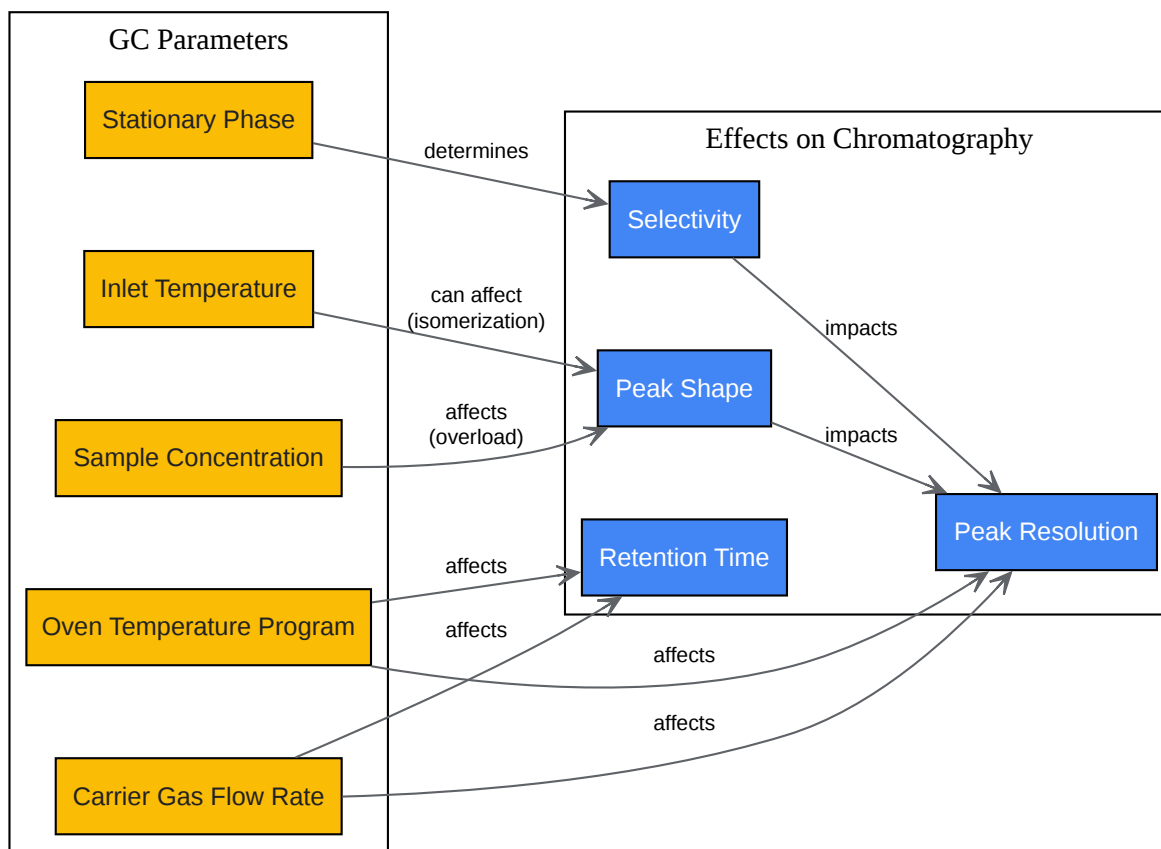 GC Parameters
Stationary Phase
Inlet Temperature
Sample Concentration
Oven Temperature Program
Carrier Gas Flow Rate
determines
can affect
(isomerization)
affects
(overload)
affects
affects
affects
affects
Effects on Chromatography
Selectivity
Peak Shape
Retention Time
impacts
impacts
Peak Resolution